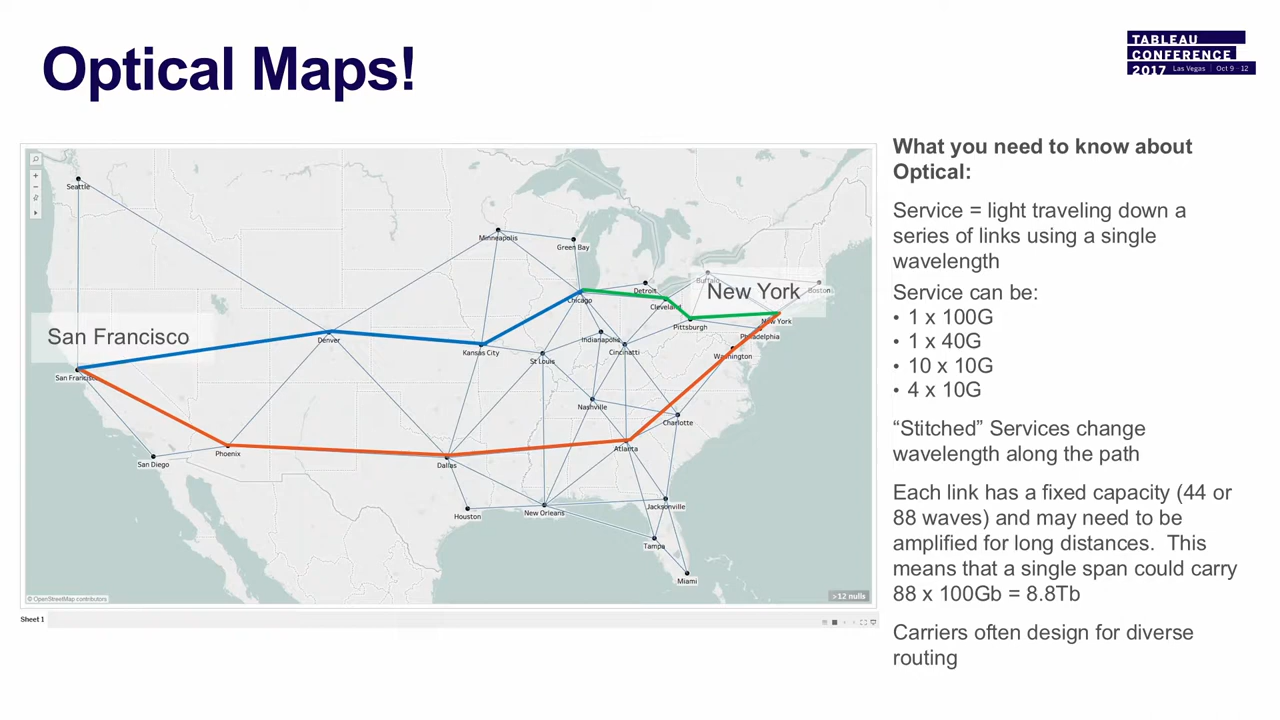 Optical Maps!
TABLEAU
CONFERENCE
2017 Las Vegas | Oct 9 - 12
Seattle
Minneapolis
Green Bay
Detroit
Buffalo
Boston
Chicago
Cleveland
New York
Pittsburgh
New York
Philadelphia
San Francisco
Denver
Kansas City
St Louis
Indianapolis
Cincinatti
Washington
San Francisc
Nashville
Charlotte
San Diego
Phoenix
Dallas
Atlanta
Houston
New Orleans
Jacksonville
Tampa
Miami
© OpenStreetMap contributors
>12 nulls
Sheet 1
What you need to know about
Optical:
Service = light traveling down a
series of links using a single
wavelength
Service can be:
• 1 x 100G
• 1 x 40G
• 10 x 10G
• 4 x 10G
“Stitched” Services change
wavelength along the path
Each link has a fixed capacity (44 or
88 waves) and may need to be
amplified for long distances.  This
means that a single span could carry
88 x 100Gb = 8.8Tb
Carriers often design for diverse
routing